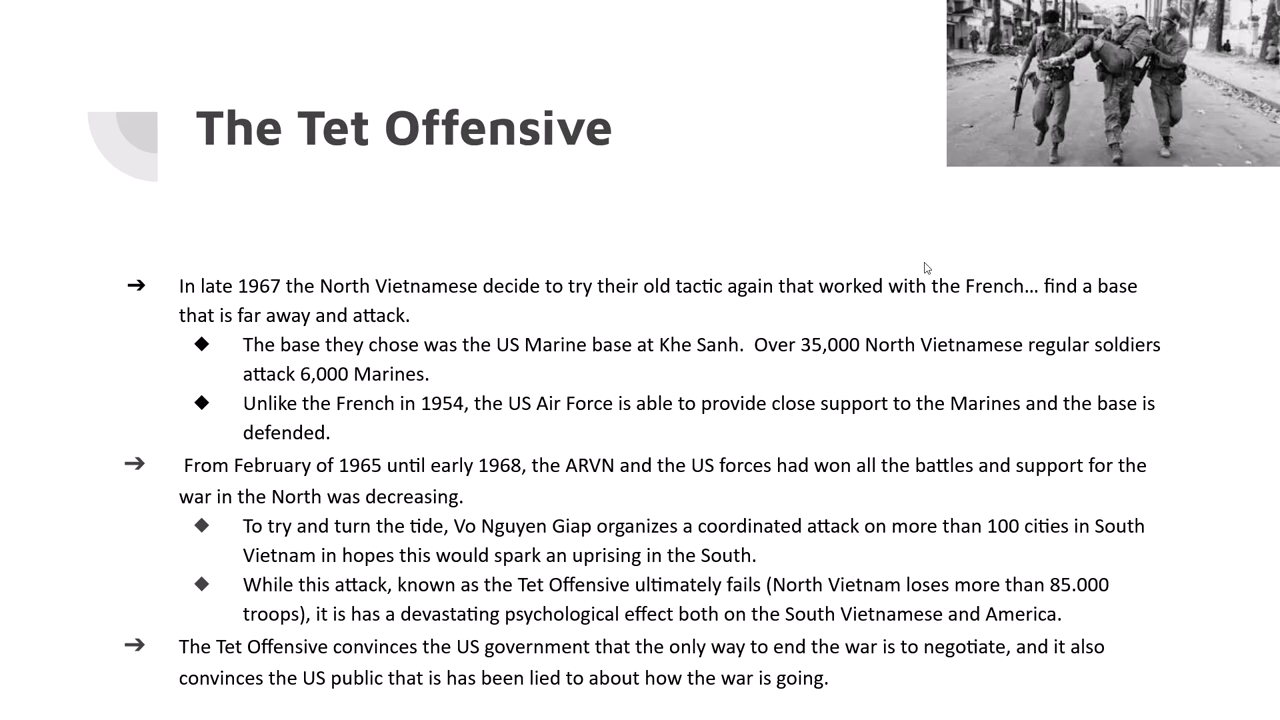 The Tet Offensive
➔ In late 1967 the North Vietnamese decide to try their old tactic again that worked with the French… find a base
that is far away and attack.
◆ The base they chose was the US Marine base at Khe Sanh.  Over 35,000 North Vietnamese regular soldiers
attack 6,000 Marines.
◆ Unlike the French in 1954, the US Air Force is able to provide close support to the Marines and the base is
defended.
➔ From February of 1965 until early 1968, the ARVN and the US forces had won all the battles and support for the
war in the North was decreasing.
◆ To try and turn the tide, Vo Nguyen Giap organizes a coordinated attack on more than 100 cities in South
Vietnam in hopes this would spark an uprising in the South.
◆ While this attack, known as the Tet Offensive ultimately fails (North Vietnam loses more than 85.000
troops), it is has a devastating psychological effect both on the South Vietnamese and America.
➔ The Tet Offensive convinces the US government that the only way to end the war is to negotiate, and it also
convinces the US public that is has been lied to about how the war is going.